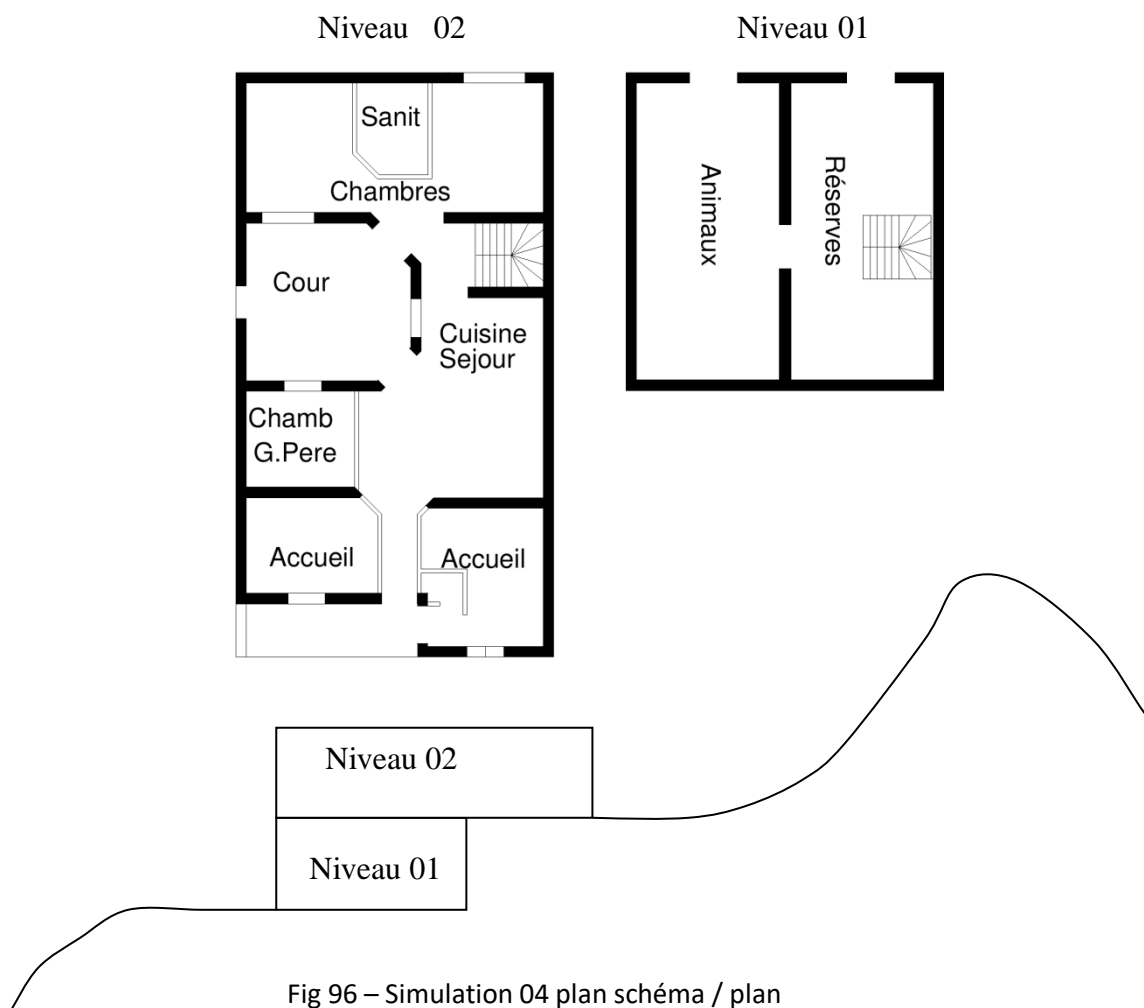 Niveau 02
Niveau 01
Sanit
Chambres
Cour
Cuisine
Sejour
Chamb
G.Pere
Accueil
Accueil
Animaux
Réserves
Niveau 02
Niveau 01
Fig 96 – Simulation 04 plan schéma / plan